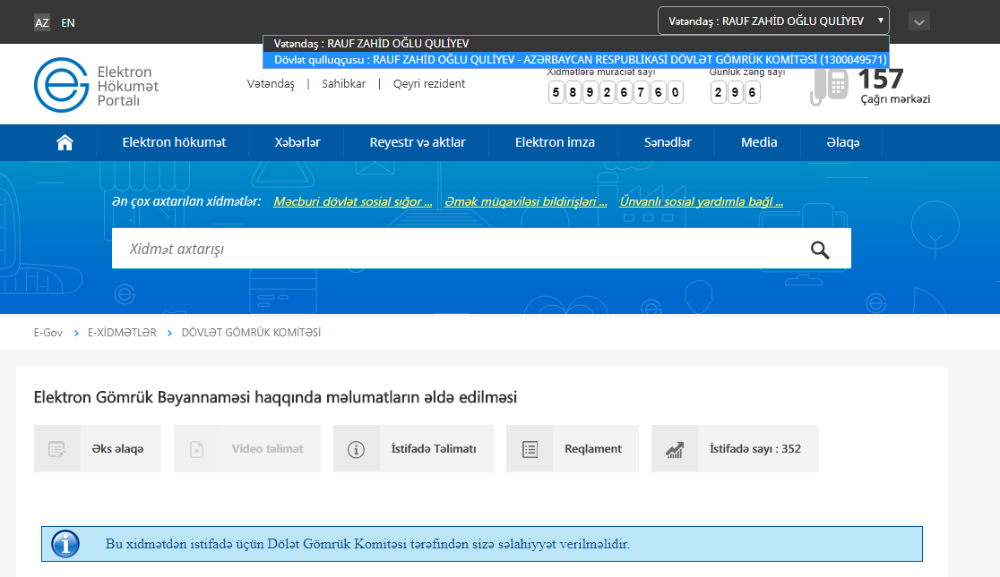 AZ EN
Vətəndaş : RAUF ZAHİD OĞLU QULİYEV
Vətəndaş : RAUF ZAHİD OĞLU QULİYEV
Dövlət qulluqçusu : RAUF ZAHİD OĞLU QULİYEV - AZƏRBAYCAN RESPUBLİKASİ DÖVLƏT GÖMRÜK KOMİTƏSİ (1300049571)
Elektron
Hökumət
Portalı
Vətəndaş | Sahibkar | Qeyri rezident
Xidmətlərə müraciət sayı
58926760
Günlük zəng sayı
296
157
Çağrı mərkəzi
Elektron hökumət Xəbərlər Reyestr və aktlar Elektron imza Sənədlər Media Əlaqə
Ən çox axtarılan xidmətlər: Məcburi dövlət sosial sığor ... Əmək müqaviləsi bildirişləri ... Ünvanlı sosial yardımla bağl ...
Xidmət axtarışı
E-Gov > E-XİDMƏTLƏR > DÖVLƏT GÖMRÜK KOMİTƏSİ
Elektron Gömrük Bəyannaməsi haqqında məlumatların əldə edilməsi
Əks əlaqə Video təlimat İstifadə Təlimatı Reqlament İstifadə sayı : 352
Bu xidmətdən istifadə üçün Dölət Gömrük Komitəsi tərəfindən sizə səlahiyyət verilməlidir.